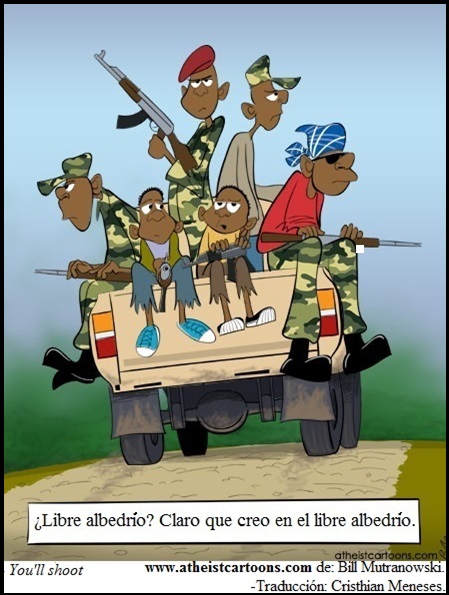 ¿Libre albedrío? Claro que creo en el libre albedrío.
atheistcartoons.com
You'll shoot www.atheistcartoons.com de: Bill Mutranowski.
-Traducción: Cristhian Meneses.